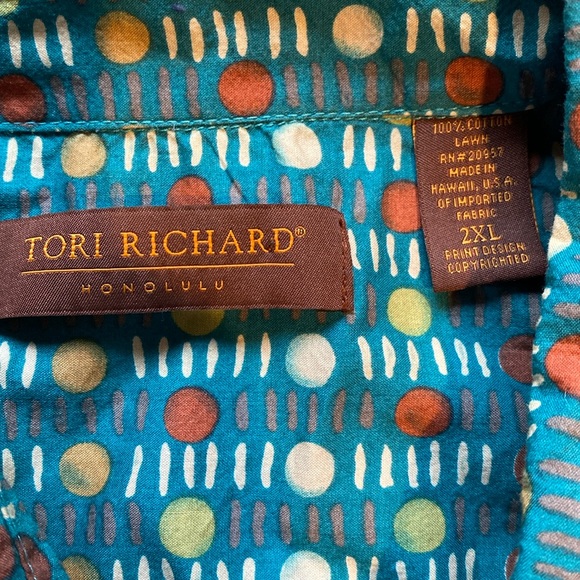 TORI RICHARD®
HONOLULU
100% COTTON
LAWN
RN#20957
MADE IN
HAWAII, U.S.A.
OF IMPORTED
FABRIC
2XL
PRINT DESIGN
COPYRIGHTED